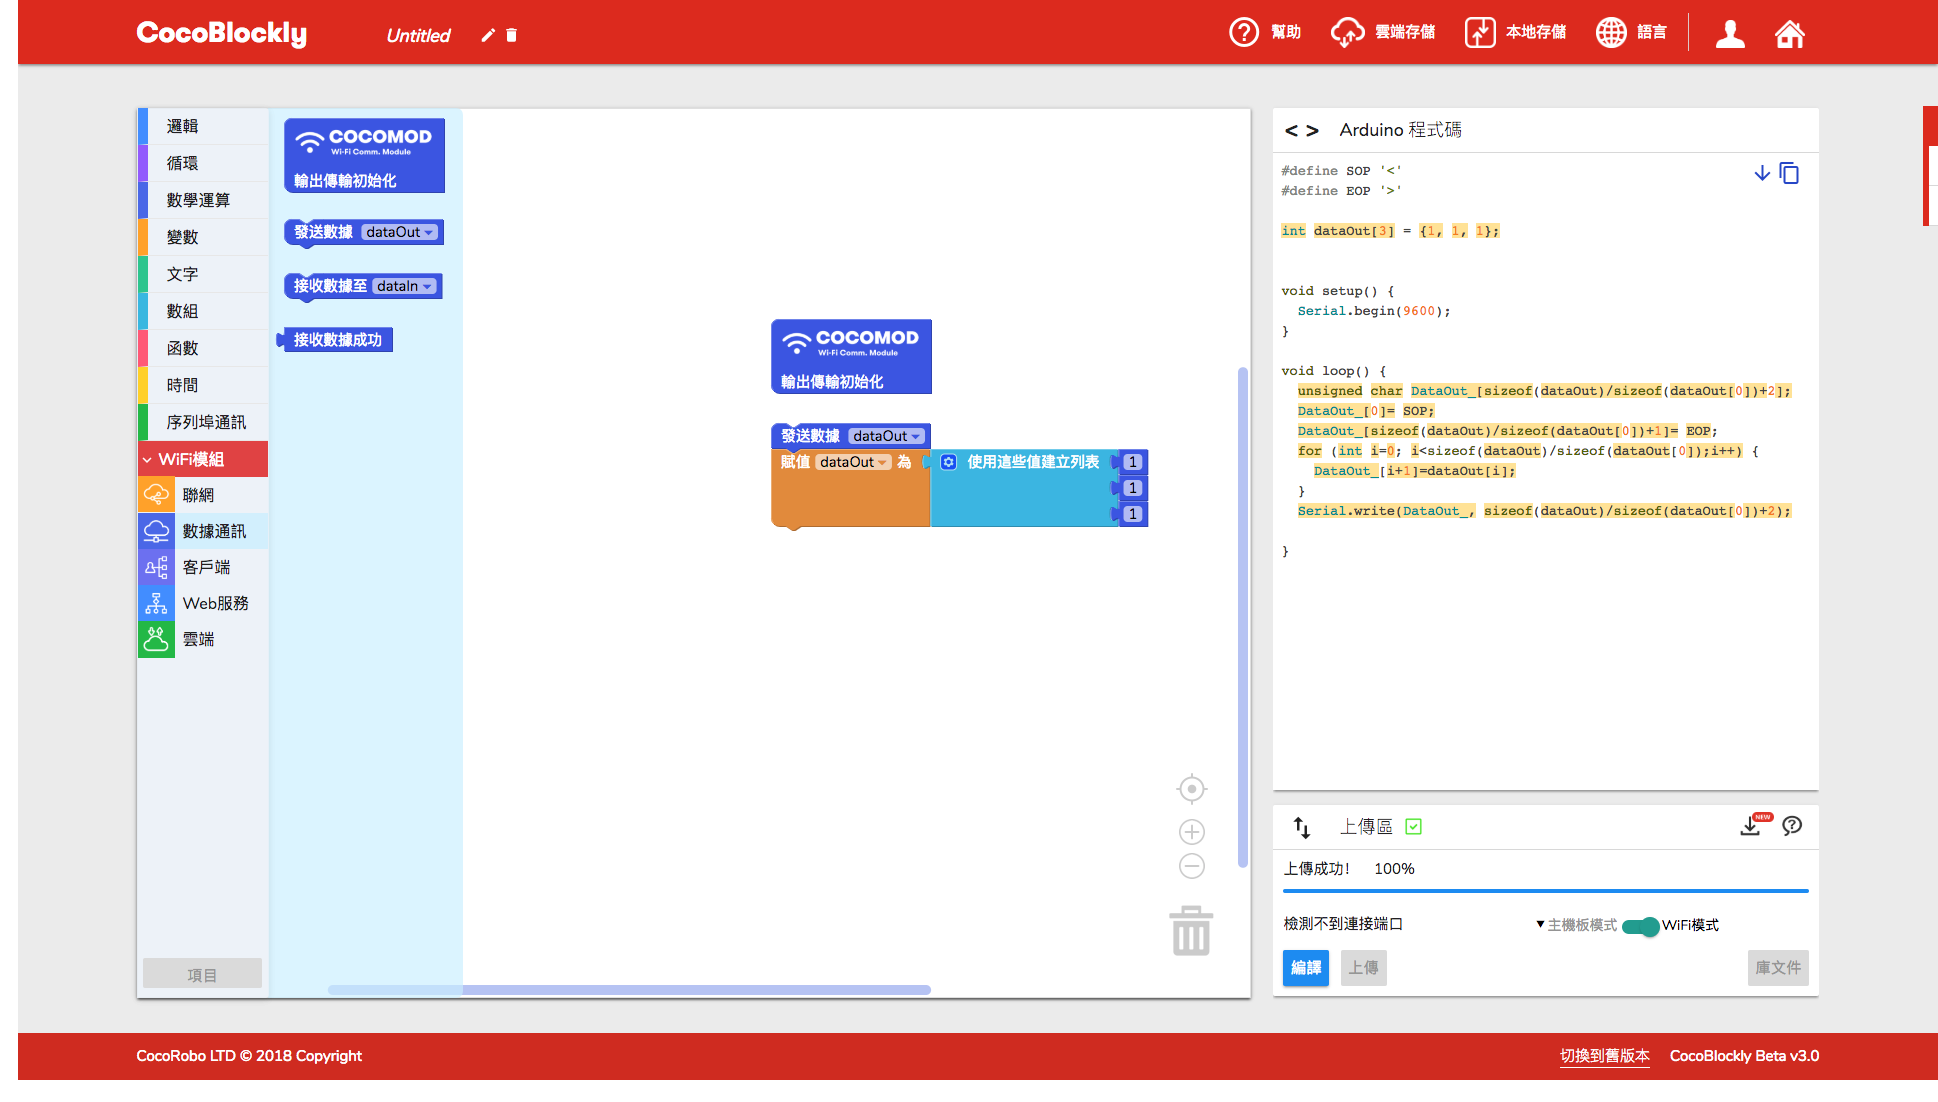 CocoBlockly
Untitled
幫助
雲端存儲
本地存儲
語言
邏輯
循環
數學運算
變數
文字
數組
函數
時間
序列埠通訊
WiFi模組
聯網
數據通訊
客戶端
Web服務
雲端
項目
COCOMOD
Wi-Fi Comm. Module
輸出傳輸初始化
發送數據 dataOut
接收數據至 dataIn
接收數據成功
COCOMOD
Wi-Fi Comm. Module
輸出傳輸初始化
發送數據 dataOut
賦值 dataOut 為 使用這些值建立列表 1
1
1
< > Arduino 程式碼
#define SOP '<'
#define EOP '>'
int dataOut[3] = {1, 1, 1};
void setup() {
Serial.begin(9600);
}
void loop() {
unsigned char DataOut_[sizeof(dataOut)/sizeof(dataOut[0])+2];
DataOut_[0]= SOP;
DataOut_[sizeof(dataOut)/sizeof(dataOut[0])+1]= EOP;
for (int i=0; i<sizeof(dataOut)/sizeof(dataOut[0]);i++) {
DataOut_[i+1]=dataOut[i];
}
Serial.write(DataOut_, sizeof(dataOut)/sizeof(dataOut[0])+2);
}
上傳區
NEW
上傳成功! 100%
檢測不到連接端口
主機板模式 WiFi模式
編譯
上傳
庫文件
CocoRobo LTD © 2018 Copyright
切換到舊版本
CocoBlockly Beta v3.0